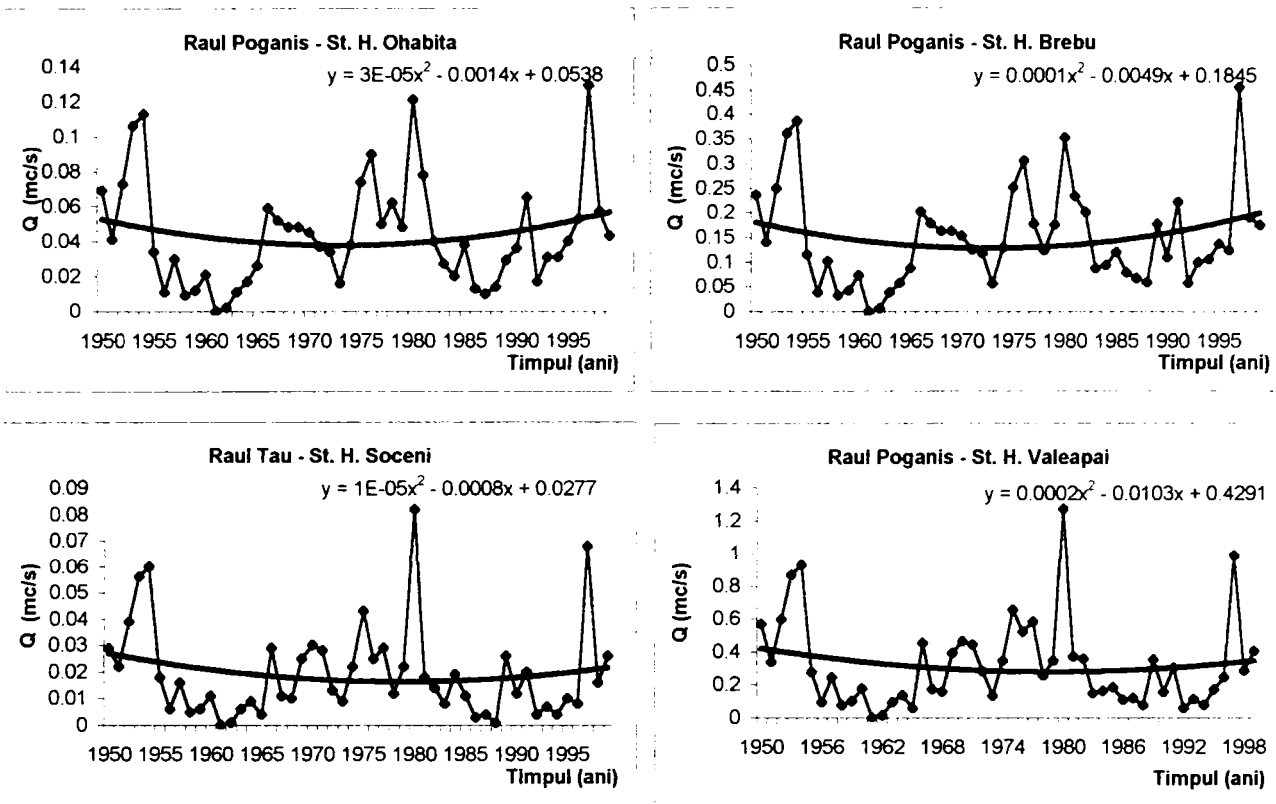 Raul Poganis - St. H. Ohabita
y = 3E-05x² - 0.0014x + 0.0538
0.14
0.12
0.1
0.08
0.06
0.04
0.02
0
Q (mc/s)
1950 1955 1960 1965 1970 1975 1980 1985 1990 1995
Timpul (ani)
Raul Poganis - St. H. Brebu
y = 0.0001x² - 0.0049x + 0.1845
0.5
0.45
0.4
0.35
0.3
0.25
0.2
0.15
0.1
0.05
0
Q (mc/s)
1950 1955 1960 1965 1970 1975 1980 1985 1990 1995
Timpul (ani)
Raul Tau - St. H. Soceni
y = 1E-05x² - 0.0008x + 0.0277
0.09
0.08
0.07
0.06
0.05
0.04
0.03
0.02
0.01
0
Q (mc/s)
1950 1955 1960 1965 1970 1975 1980 1985 1990 1995
Timpul (ani)
Raul Poganis - St. H. Valeapai
y = 0.0002x² - 0.0103x + 0.4291
1.4
1.2
1
0.8
0.6
0.4
0.2
0
Q (mc/s)
1950 1956 1962 1968 1974 1980 1986 1992 1998
Timpul (ani)